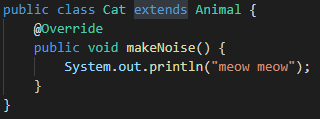 public class Cat extends Animal {
    @Override
    public void makeNoise() {
        System.out.println("meow meow");
    }
}